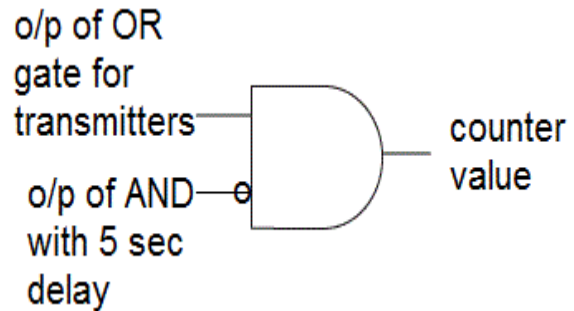 o/p of OR
gate for
transmitters
o/p of AND
with 5 sec
delay
counter
value